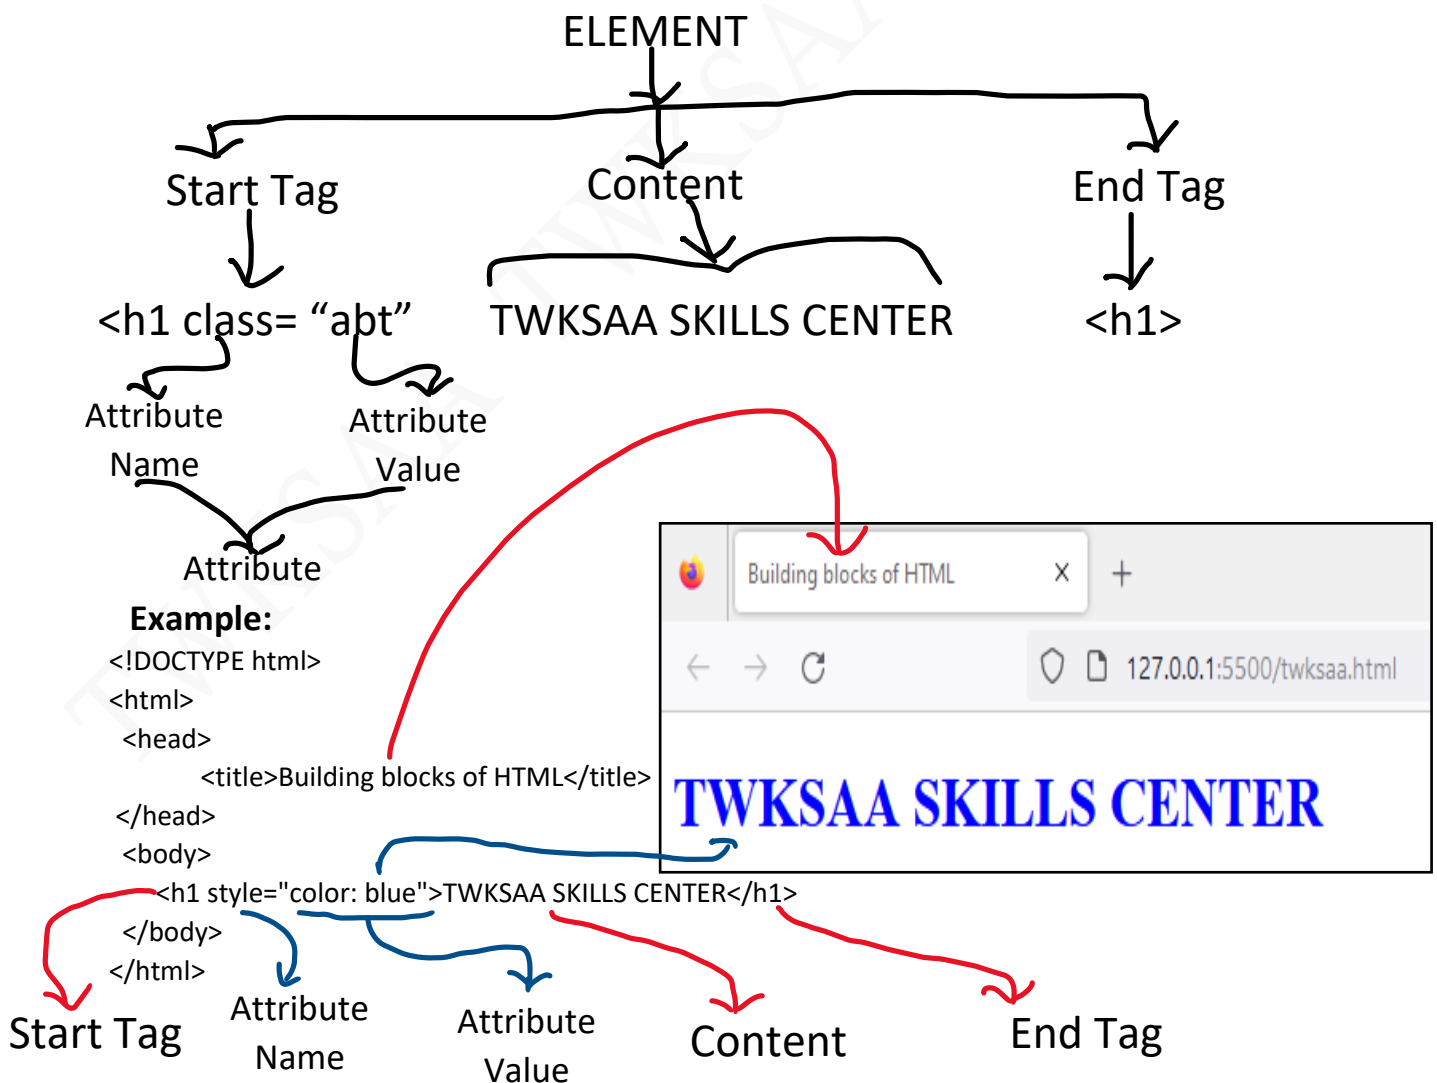 ELEMENT
Start Tag
Content
End Tag
<h1 class= “abt”
TWKSAA SKILLS CENTER
<h1>
Attribute
Name
Attribute
Value
Attribute
Building blocks of HTML
127.0.0.1:5500/twksaa.html
TWKSAA SKILLS CENTER
Example:
<!DOCTYPE html>
<html>
<head>
<title>Building blocks of HTML</title>
</head>
<body>
<h1 style="color: blue">TWKSAA SKILLS CENTER</h1>
</body>
</html>
Start Tag
Attribute
Name
Attribute
Value
Content
End Tag